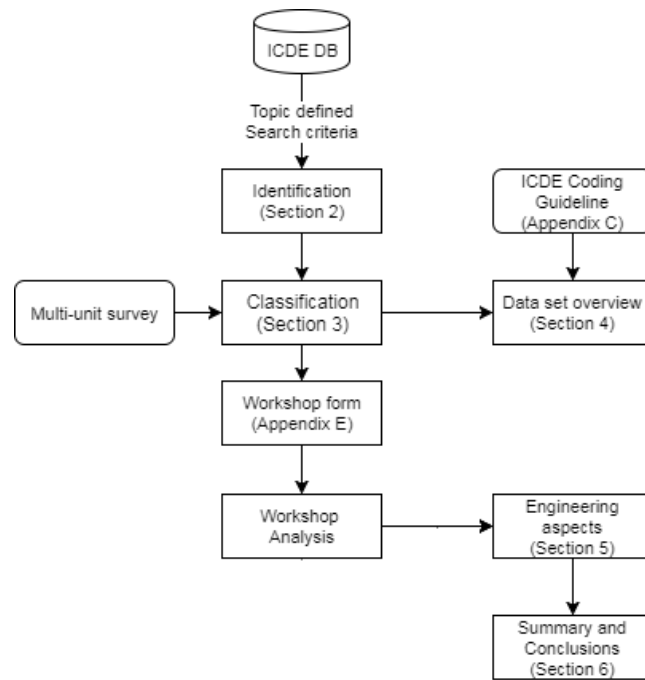 ICDE DB
Topic defined
Search criteria
Identification
(Section 2)
ICDE Coding
Guideline
(Appendix C)
Multi-unit survey
Classification
(Section 3)
Data set overview
(Section 4)
Workshop form
(Appendix E)
Workshop
Analysis
Engineering
aspects
(Section 5)
Summary and
Conclusions
(Section 6)